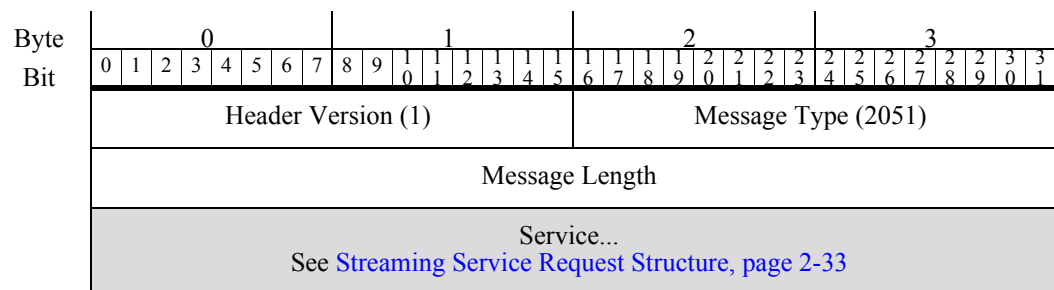 Byte 0 1 2 3
Bit 0 1 2 3 4 5 6 7 8 9 10 11 12 13 14 15 16 17 18 19 20 21 22 23 24 25 26 27 28 29 30 31
Header Version (1) Message Type (2051)
Message Length
Service...
See Streaming Service Request Structure, page 2-33